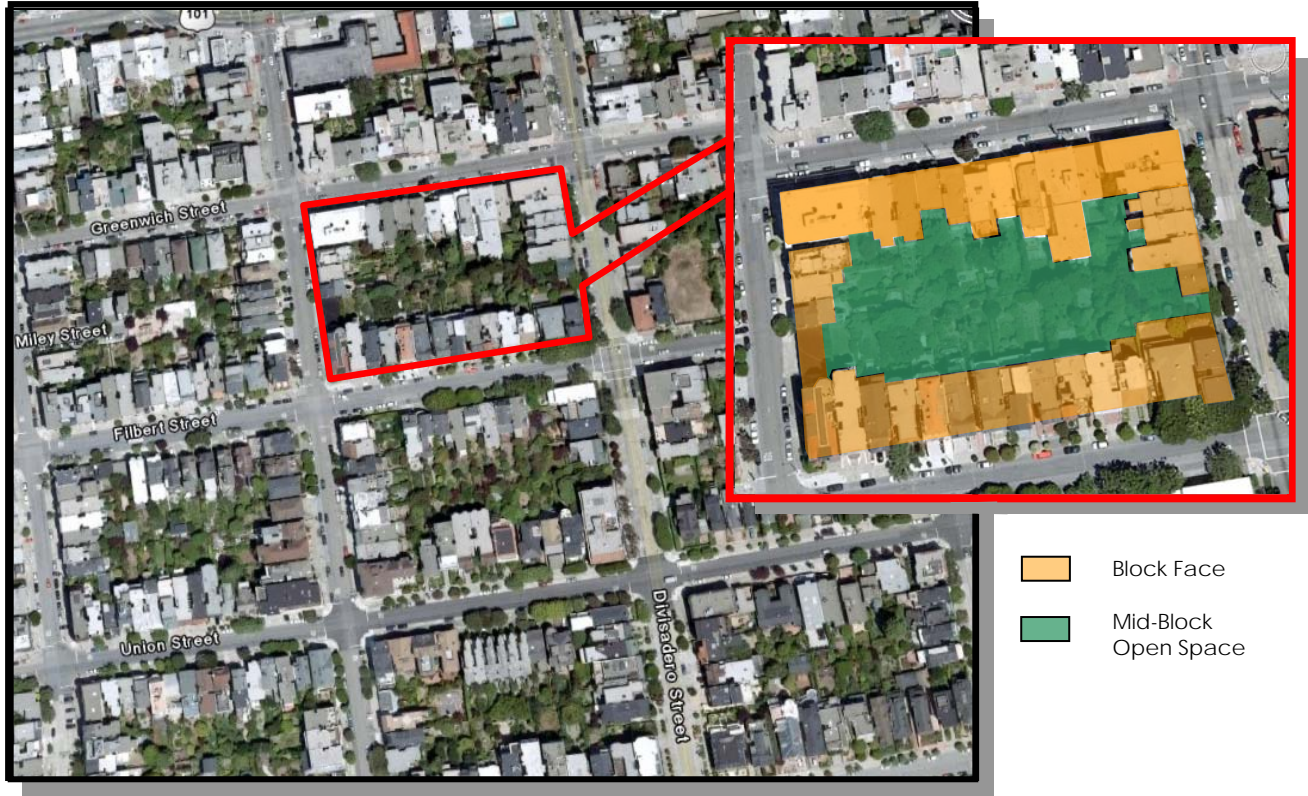 101
Greenwich Street
Miley Street
Filbert Street
Union Street
Divisadero Street
Block Face
Mid-Block
Open Space